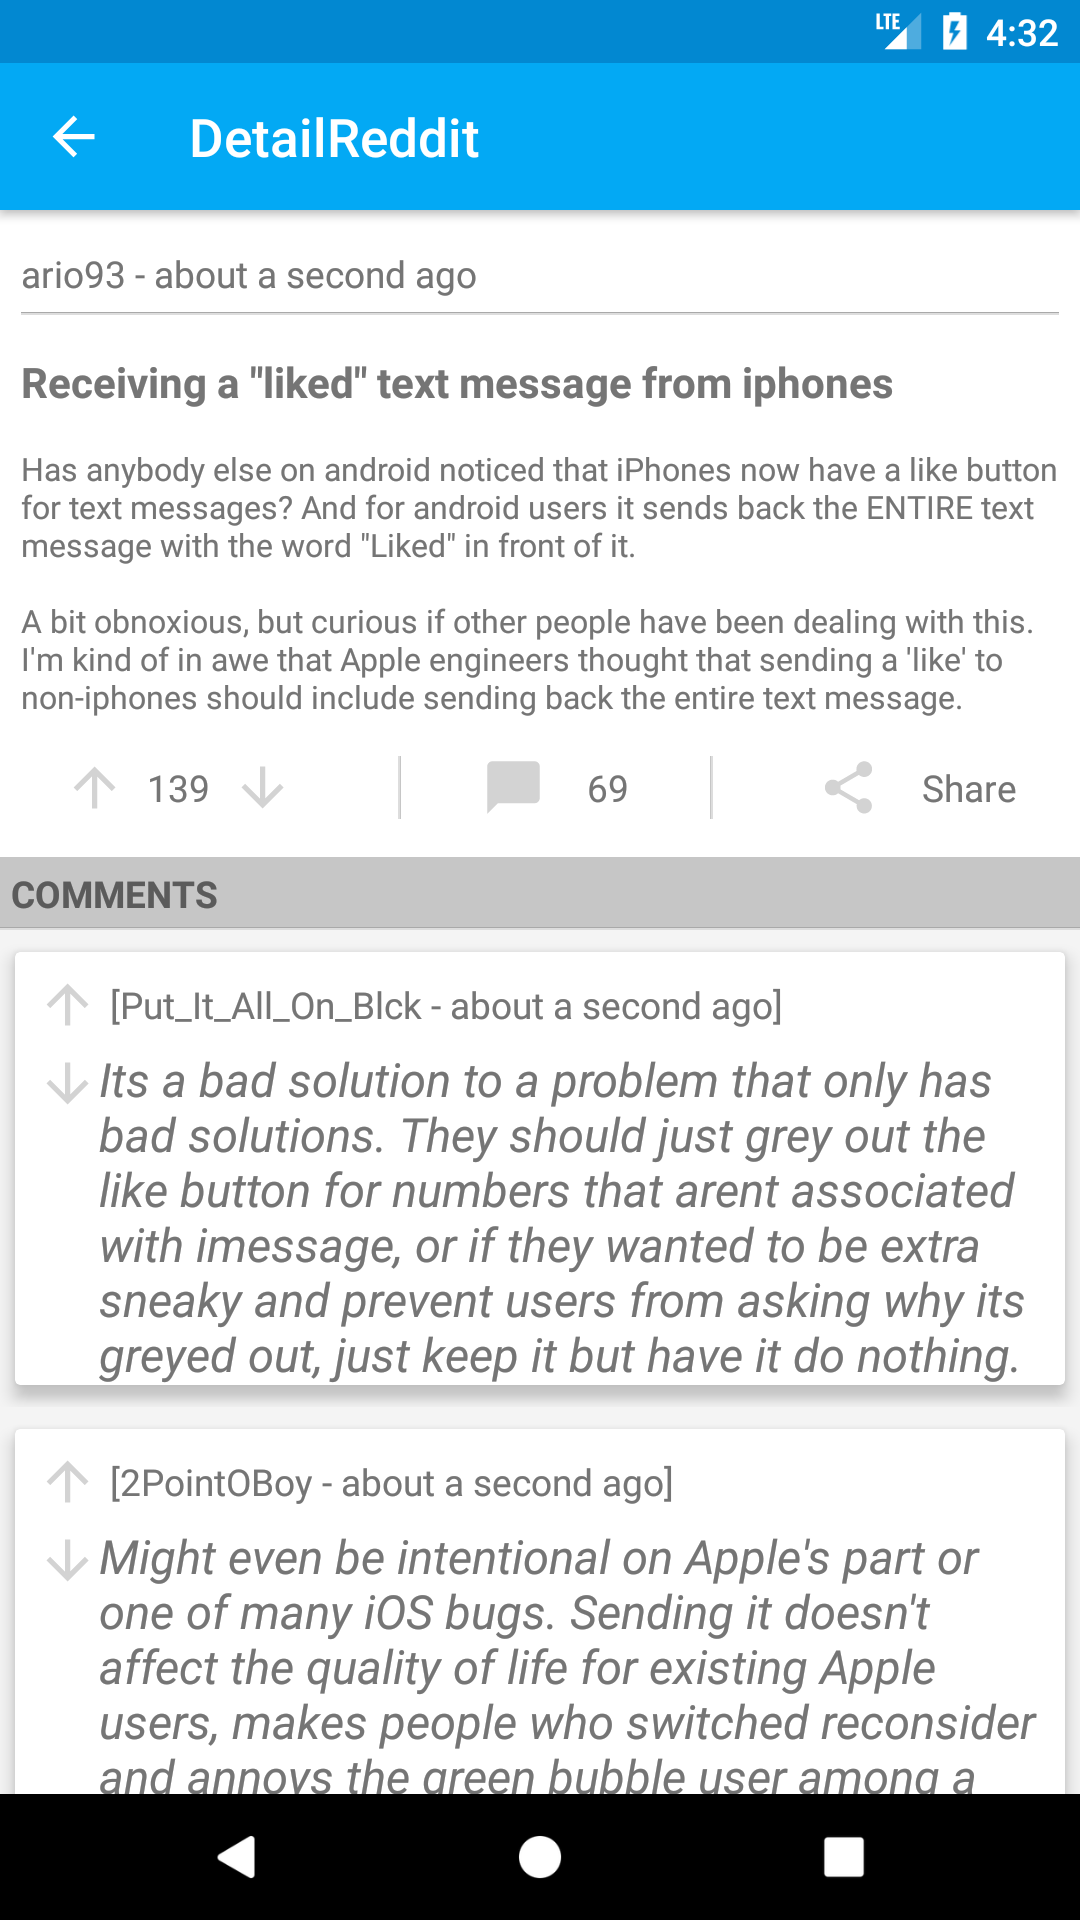 LTE 4:32
DetailReddit
ario93 - about a second ago
Receiving a "liked" text message from iphones
Has anybody else on android noticed that iPhones now have a like button
for text messages? And for android users it sends back the ENTIRE text
message with the word "Liked" in front of it.
A bit obnoxious, but curious if other people have been dealing with this.
I'm kind of in awe that Apple engineers thought that sending a 'like' to
non-iphones should include sending back the entire text message.
139 69 Share
COMMENTS
[Put_It_All_On_Blck - about a second ago]
Its a bad solution to a problem that only has
bad solutions. They should just grey out the
like button for numbers that arent associated
with imessage, or if they wanted to be extra
sneaky and prevent users from asking why its
greyed out, just keep it but have it do nothing.
[2PointOBoy - about a second ago]
Might even be intentional on Apple's part or
one of many iOS bugs. Sending it doesn't
affect the quality of life for existing Apple
users, makes people who switched reconsider
and annoys the green bubble user among a